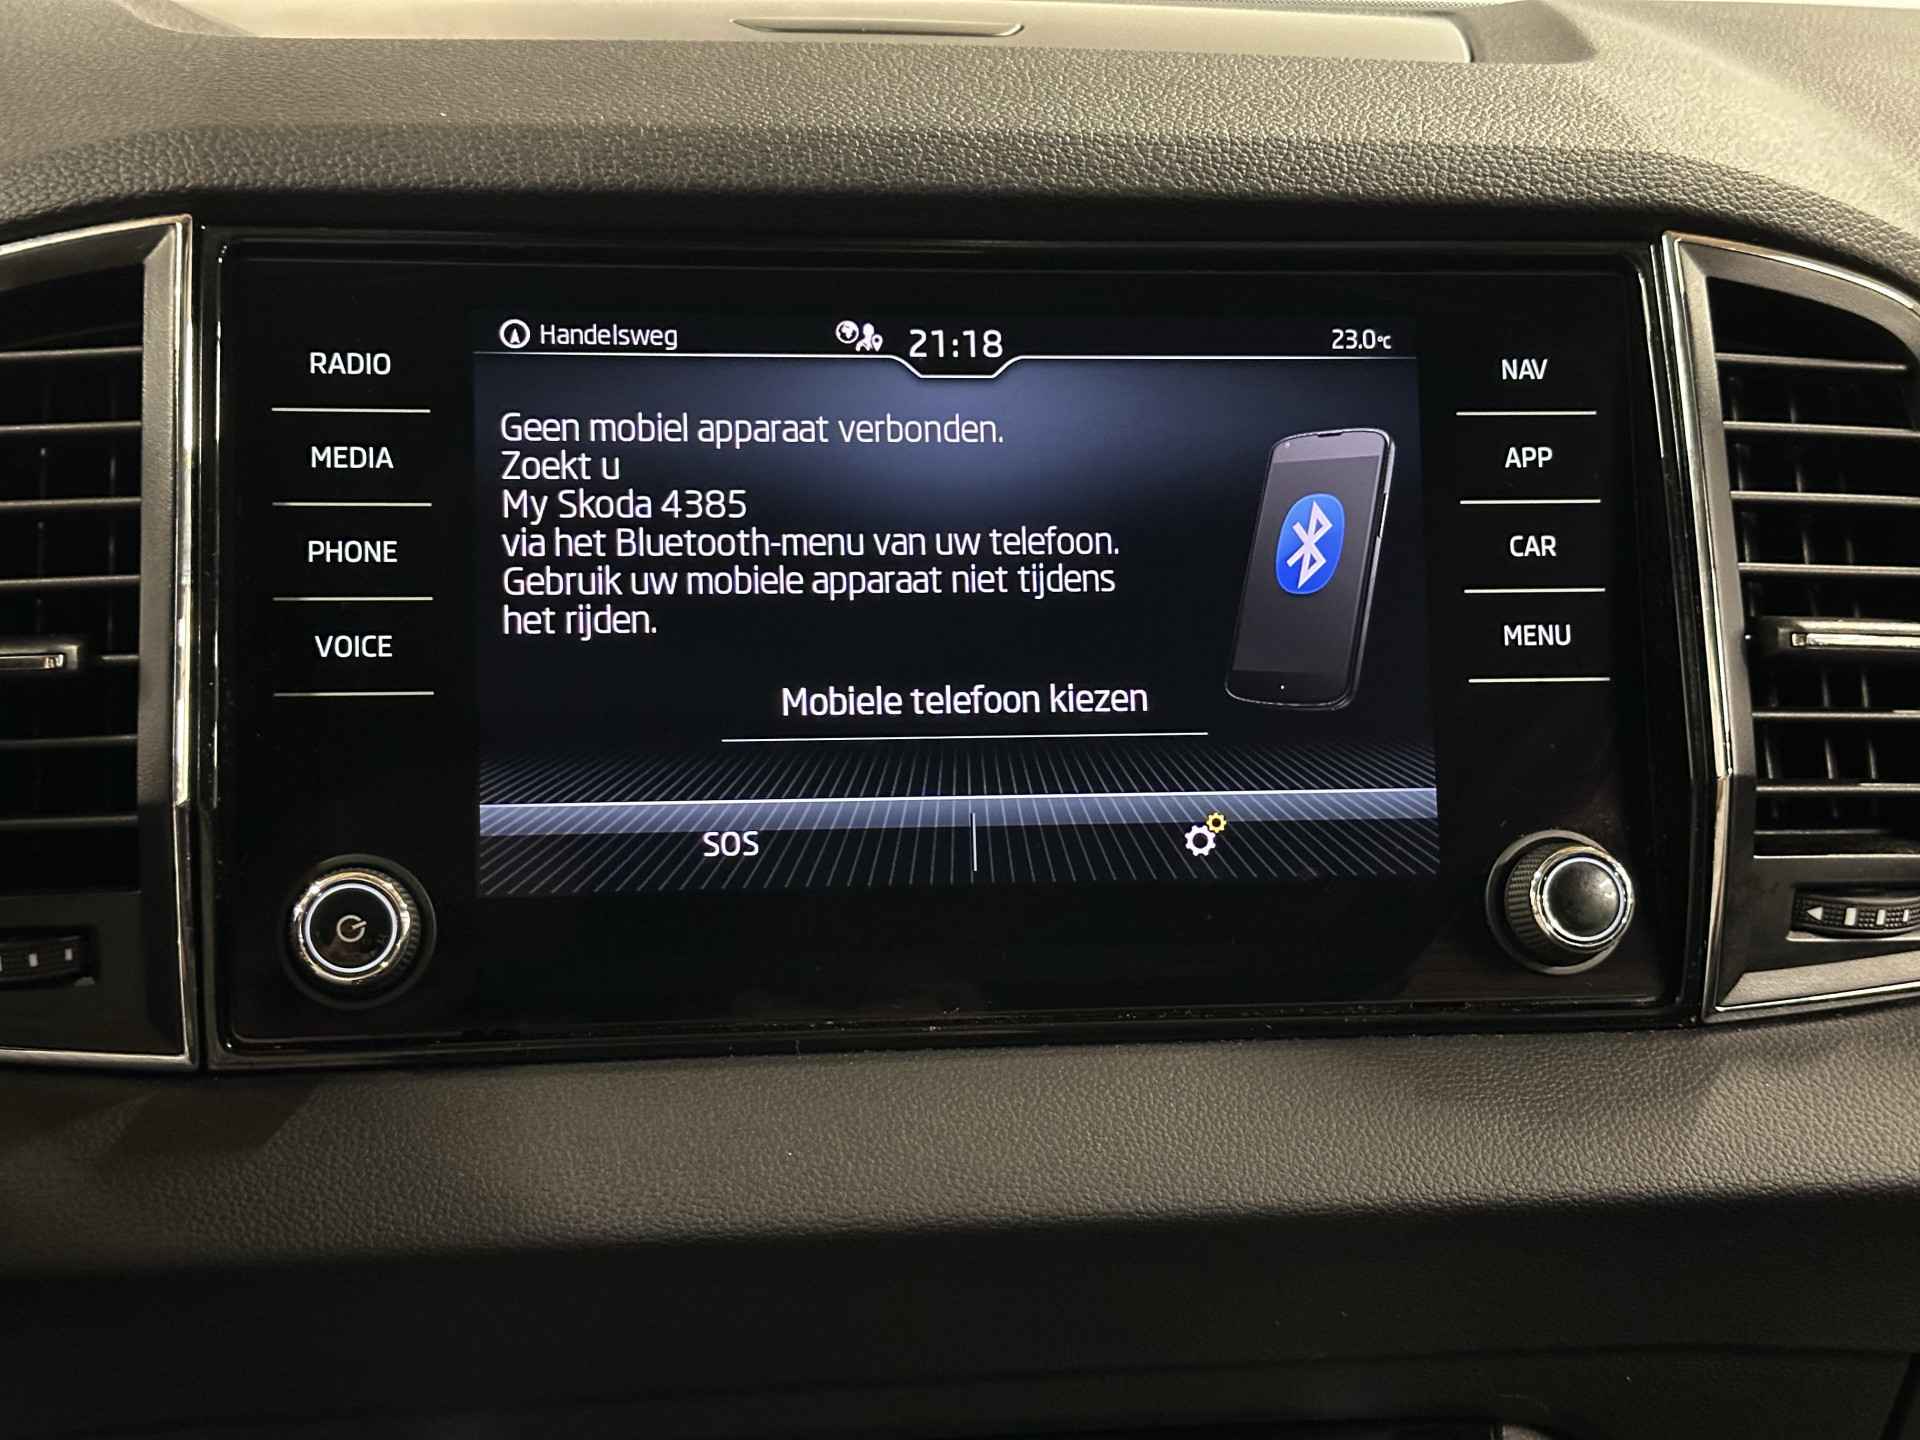 Handelsweg 21:18 23.0°C
RADIO
MEDIA
PHONE
VOICE
Geen mobiel apparaat verbonden.
Zoekt u
My Skoda 4385
via het Bluetooth-menu van uw telefoon.
Gebruik uw mobiele apparaat niet tijdens
het rijden.
Mobiele telefoon kiezen
SOS
NAV
APP
CAR
MENU